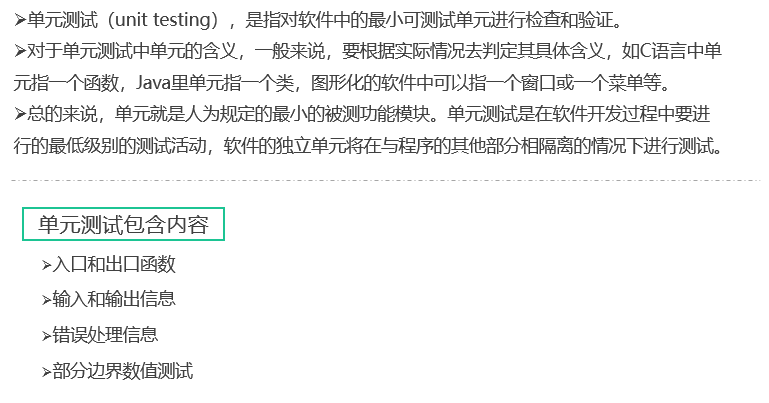 ➢单元测试（unit testing），是指对软件中的最小可测试单元进行检查和验证。
➢对于单元测试中单元的含义，一般来说，要根据实际情况去判定其具体含义，如C语言中单
元指一个函数，Java里单元指一个类，图形化的软件中可以指一个窗口或一个菜单等。
➢总的来说，单元就是人为规定的最小的被测功能模块。单元测试是在软件开发过程中要进
行的最低级别的测试活动，软件的独立单元将在与程序的其他部分相隔离的情况下进行测试。
单元测试包含内容
➢入口和出口函数
➢输入和输出信息
➢错误处理信息
➢部分边界数值测试